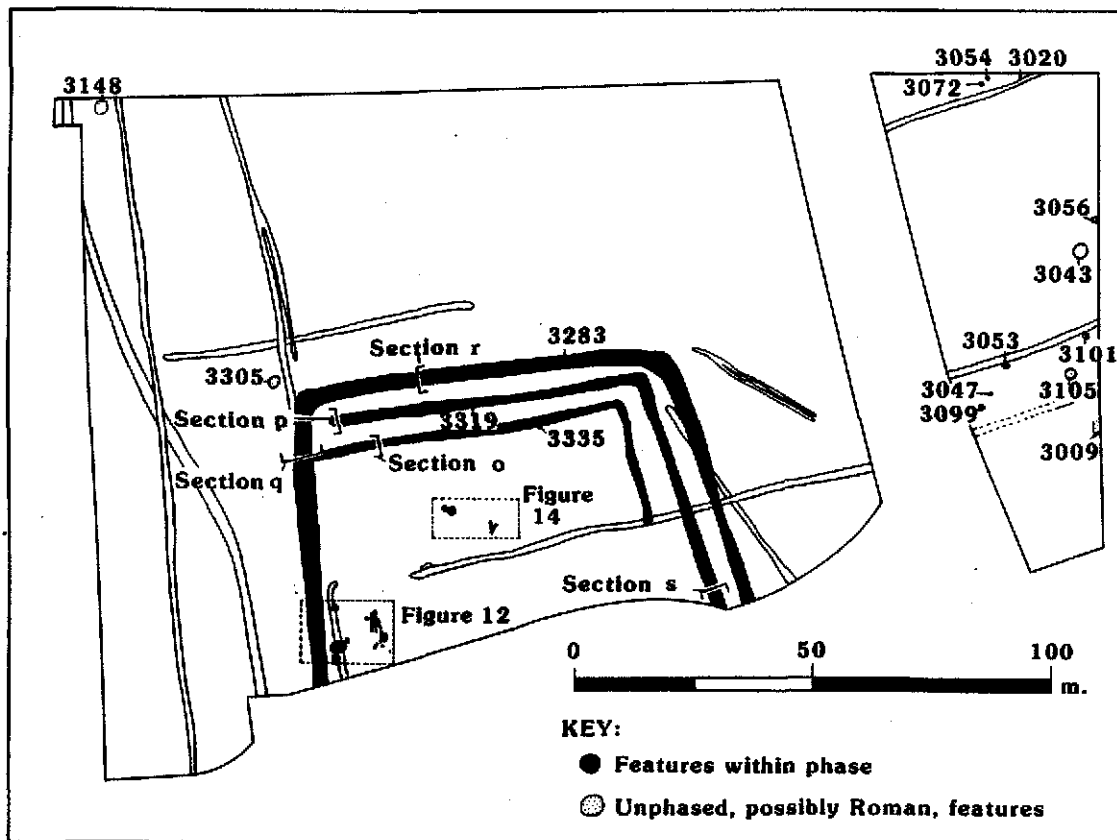 3148
3054 3020
3072
3056
3043
3283
Section r
3053
3101
3305
3047
3105
Section p
3319
3099
3335
3009
Section q
Section o
Figure
14
Section s
Figure 12
0 50 100
m.
KEY:
Features within phase
Unphased, possibly Roman, features